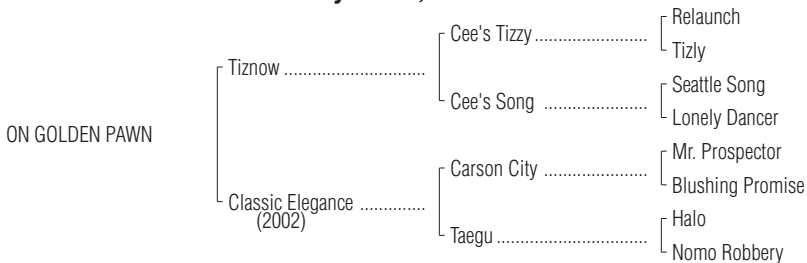 Relaunch
Cee's Tizzy
Tizly
Tiznow
Seattle Song
Cee's Song
Lonely Dancer
ON GOLDEN PAWN
Mr. Prospector
Carson City
Blushing Promise
Classic Elegance
(2002)
Halo
Taegu
Nomo Robbery